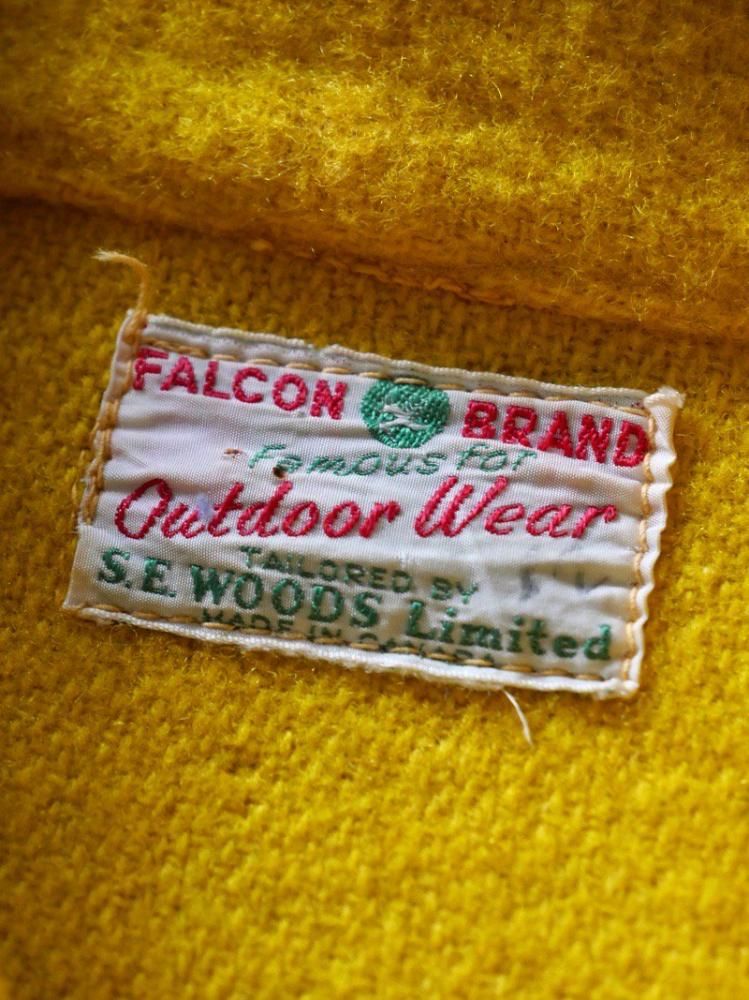 FALCON BRAND
Famous for
Outdoor Wear
TAILORED BY
S.E. WOODS Limited
MADE IN CANADA